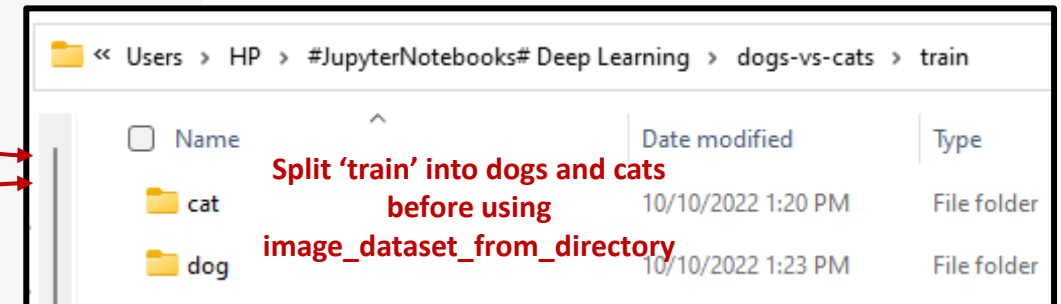 « Users > HP > #JupyterNotebooks# Deep Learning > dogs-vs-cats > train
Name Date modified Type
Split ‘train’ into dogs and cats
cat 10/10/2022 1:20 PM File folder
before using
image_dataset_from_directory
dog 10/10/2022 1:23 PM File folder